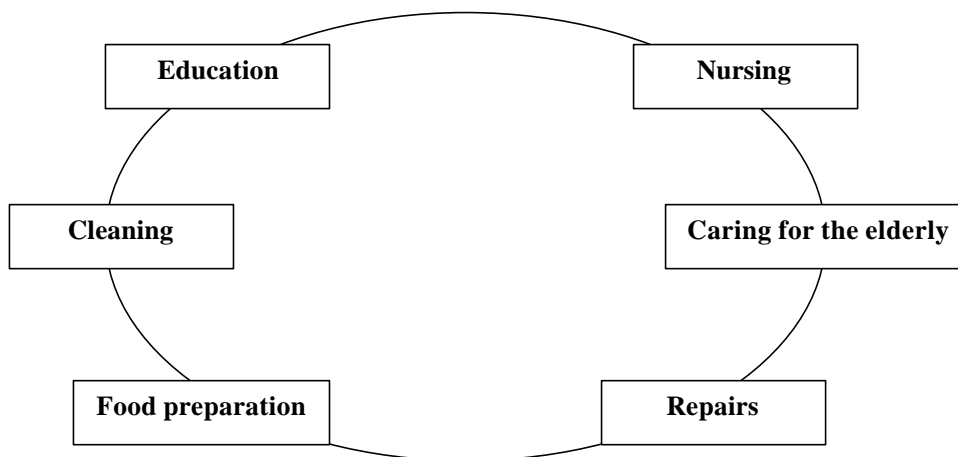 Education
Nursing
Cleaning
Caring for the elderly
Food preparation
Repairs